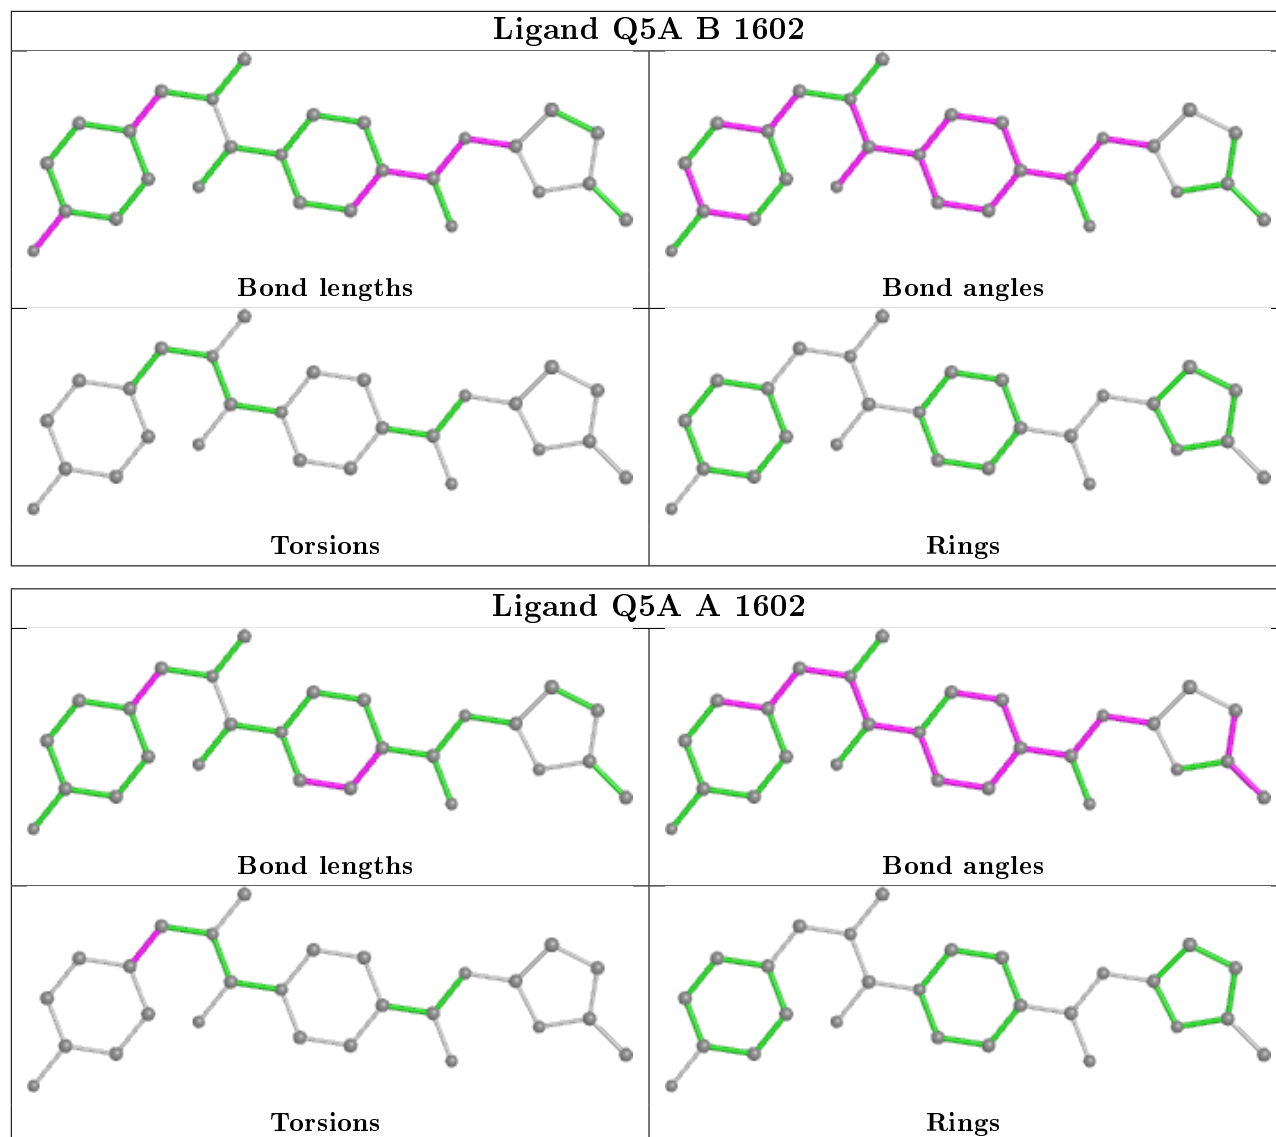 Ligand Q5A B 1602
Bond lengths
Bond angles
Torsions
Rings
Ligand Q5A A 1602
Bond lengths
Bond angles
Torsions
Rings